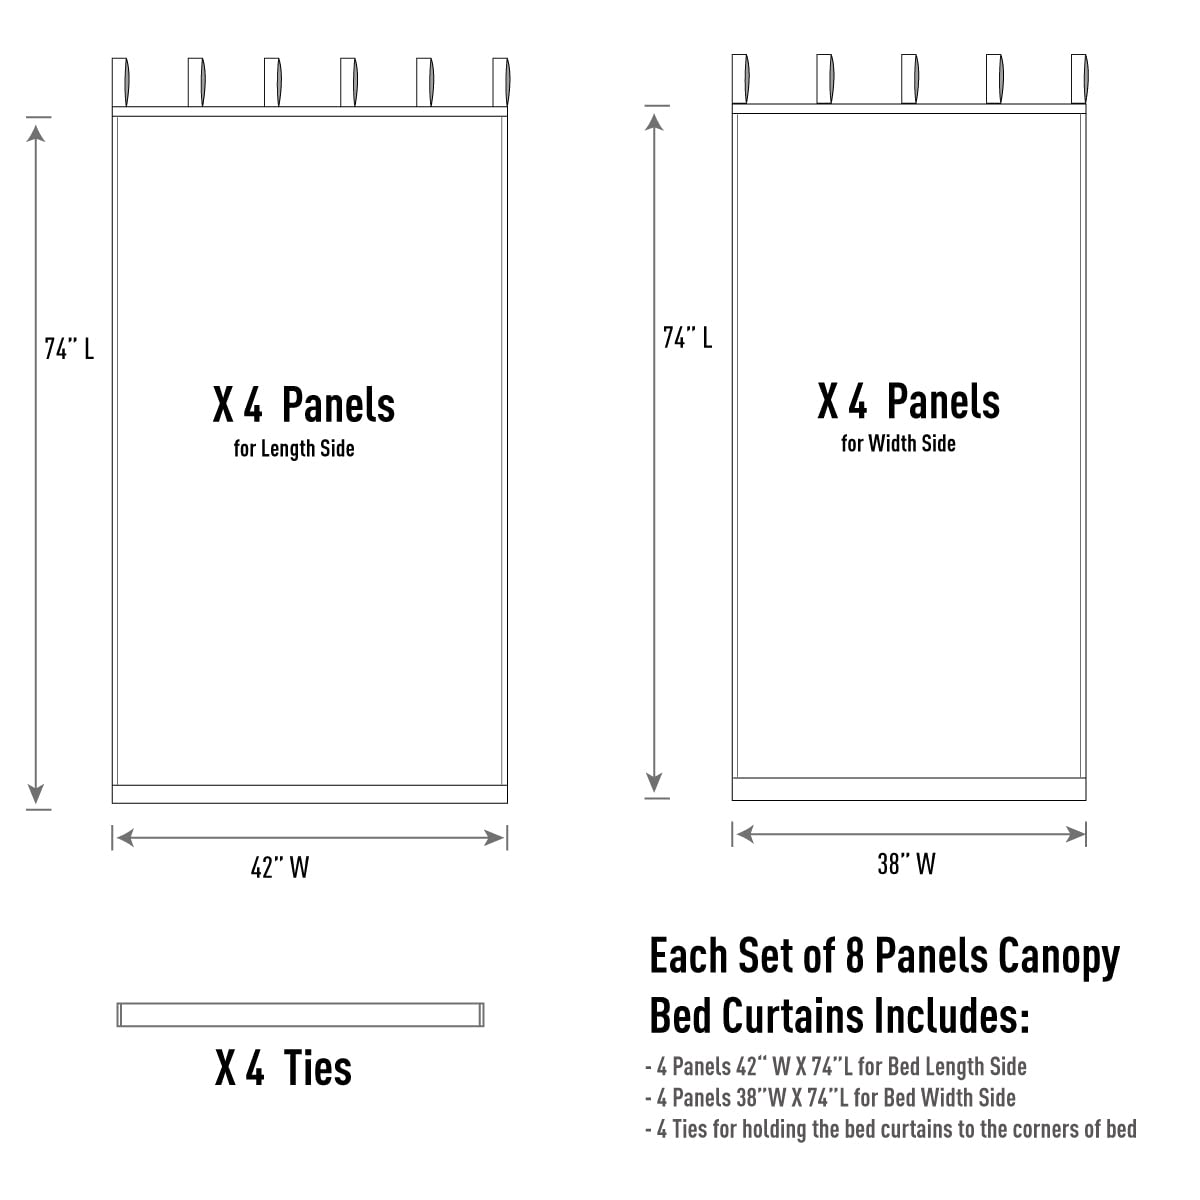 74” L
X 4 Panels
for Length Side
42” W
74” L
X 4 Panels
for Width Side
38” W
X 4 Ties
Each Set of 8 Panels Canopy
Bed Curtains Includes:
- 4 Panels 42“ W X 74”L for Bed Length Side
- 4 Panels 38”W X 74”L for Bed Width Side
- 4 Ties for holding the bed curtains to the corners of bed